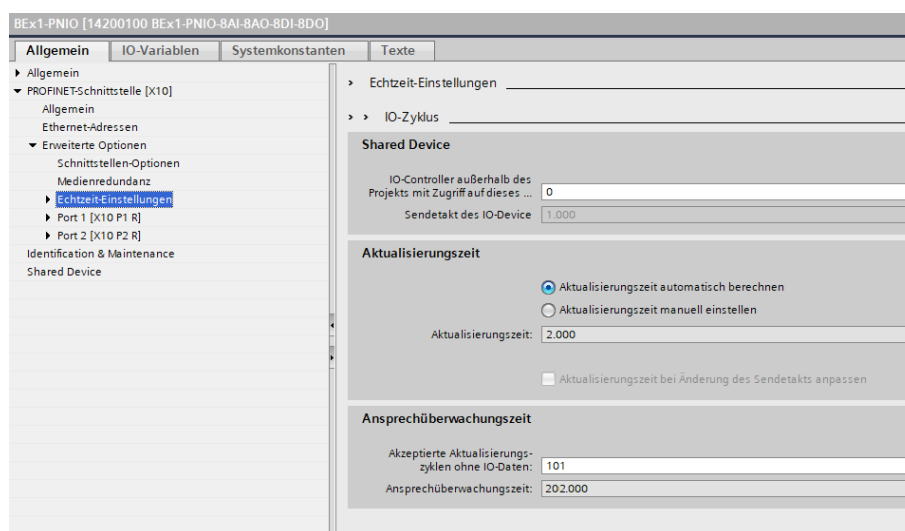 BEx1-PNIO [14200100 BEx1-PNIO-8AI-8AO-8DI-8DO]
Allgemein IO-Variablen Systemkonstanten Texte
Allgemein
PROFINET-Schnittstelle [X10]
Allgemein
Ethernet-Adressen
Erweiterte Optionen
Schnittstellen-Optionen
Medienredundanz
Echtzeit-Einstellungen
Port 1 [X10 P1 R]
Port 2 [X10 P2 R]
Identification & Maintenance
Shared Device
Echtzeit-Einstellungen
IO-Zyklus
Shared Device
IO-Controller außerhalb des
Projekts mit Zugriff auf dieses ... 0
Sendetakt des IO-Device 1.000
Aktualisierungszeit
Aktualisierungszeit automatisch berechnen
Aktualisierungszeit manuell einstellen
Aktualisierungszeit: 2.000
Aktualisierungszeit bei Änderung des Sendetakts anpassen
Ansprechüberwachungszeit
Akzeptierte Aktualisierungs-
zyklen ohne IO-Daten: 101
Ansprechüberwachungszeit: 202.000